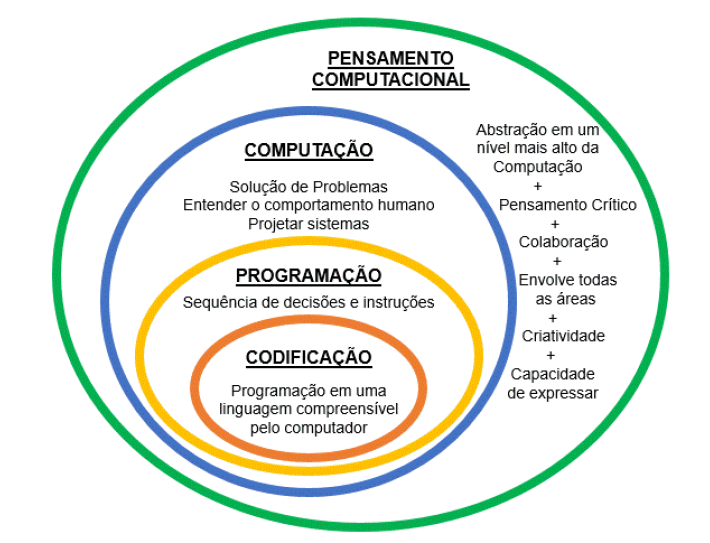 PENSAMENTO
COMPUTACIONAL
COMPUTAÇÃO
Solução de Problemas
Entender o comportamento humano
Projetar sistemas
PROGRAMAÇÃO
Sequência de decisões e instruções
CODIFICAÇÃO
Programação em uma
linguagem compreensível
pelo computador
Abstração em um
nível mais alto da
Computação
+
Pensamento Crítico
+
Colaboração
+
Envolve todas
as áreas
+
Criatividade
+
Capacidade
de expressar